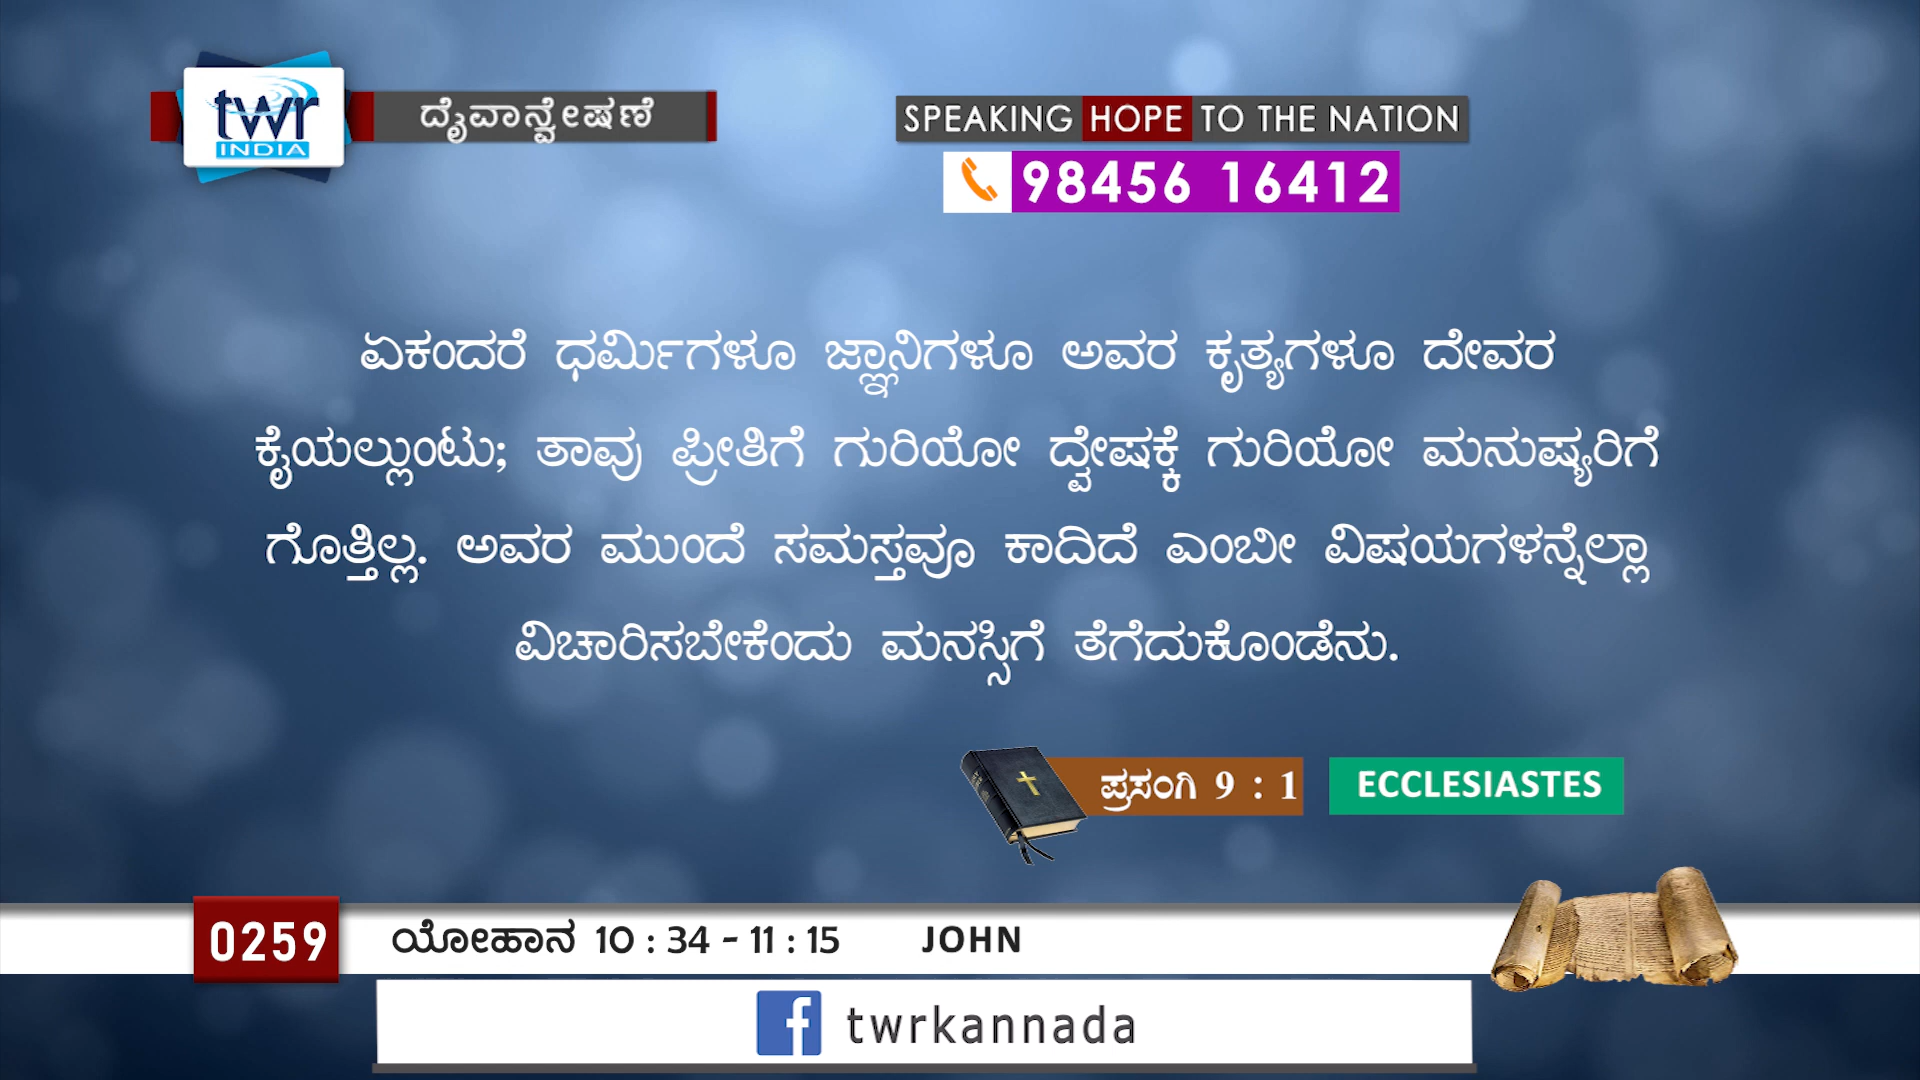 twr
INDIA
ದೈವಾನ್ವೇಷಣೆ
SPEAKING HOPE TO THE NATION
98456 16412
ಏಕಂದರೆ ಧರ್ಮಿಗಳೂ ಜ್ಞಾನಿಗಳೂ ಅವರ ಕೃತ್ಯಗಳೂ ದೇವರ
ಕೈಯಲ್ಲುಂಟು; ತಾವು ಪ್ರೀತಿಗೆ ಗುರಿಯೋ ದ್ವೇಷಕ್ಕೆ ಗುರಿಯೋ ಮನುಷ್ಯರಿಗೆ
ಗೊತ್ತಿಲ್ಲ. ಅವರ ಮುಂದೆ ಸಮಸ್ತವೂ ಕಾದಿದೆ ಎಂಬೀ ವಿಷಯಗಳನ್ನೆಲ್ಲಾ
ವಿಚಾರಿಸಬೇಕೆಂದು ಮನಸ್ಸಿಗೆ ತೆಗೆದುಕೊಂಡೆನು.
ಪ್ರಸಂಗಿ 9 : 1 ECCLESIASTES
0259 ಯೋಹಾನ 10 : 34 - 11 : 15 JOHN
twrkannada